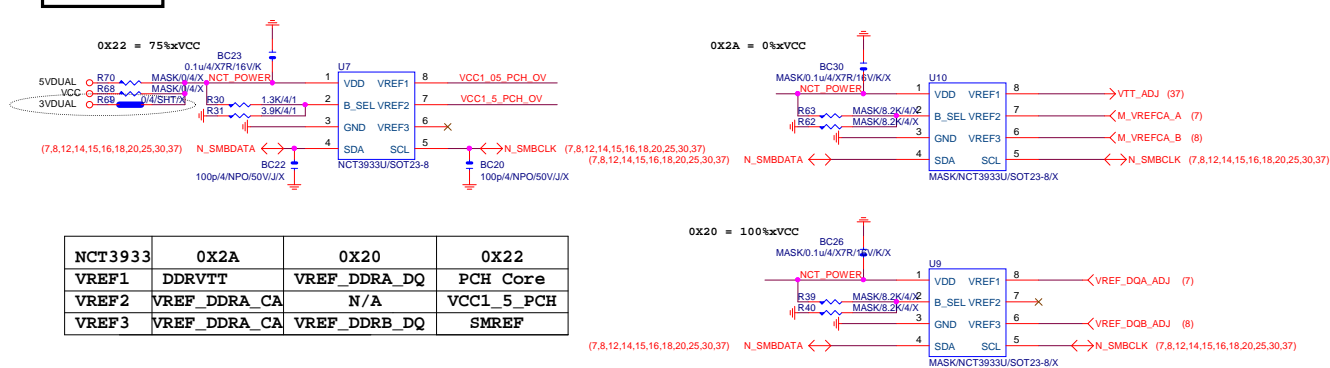 0X22 = 75%xVCC
BC23
0.1u/4/X7R/16V/K
5VDUAL
R70
MASK/0/4/X
NCT_POWER
VCC
R68
MASK/0/4/X
3VDUAL
R69
0/4/SHT/X
R30
1.3K/4/1
R31
3.9K/4/1
U7
1 VDD VREF1 8 VCC1_05_PCH_OV
2 B_SEL VREF2 7 VCC1_5_PCH_OV
3 GND VREF3 6
4 SDA SCL 5
NCT3933U/SOT23-8
(7,8,12,14,15,16,18,20,25,30,37) N_SMBDATA
N_SMBCLK (7,8,12,14,15,16,18,20,25,30,37)
BC22
100p/4/NPO/50V/J/X
BC20
100p/4/NPO/50V/J/X
0X2A = 0%xVCC
BC30
MASK/0.1u/4/X7R/16V/K/X
NCT_POWER
R63
MASK/8.2K/4/X
R62
MASK/8.2K/4/X
U10
1 VDD VREF1 8 VTT_ADJ (37)
2 B_SEL VREF2 7 M_VREFCA_A (7)
3 GND VREF3 6 M_VREFCA_B (8)
4 SDA SCL 5
(7,8,12,14,15,16,18,20,25,30,37) N_SMBDATA
N_SMBCLK (7,8,12,14,15,16,18,20,25,30,37)
MASK/NCT3933U/SOT23-8/X
NCT3933 0X2A 0X20 0X22
VREF1 DDRVTT VREF_DDRA_DQ PCH Core
VREF2 VREF_DDRA_CA N/A VCC1_5_PCH
VREF3 VREF_DDRA_CA VREF_DDRB_DQ SMREF
0X20 = 100%xVCC
BC26
MASK/0.1u/4/X7R/16V/K/X
NCT_POWER
R39
MASK/8.2K/4/X
R40
MASK/8.2K/4/X
U9
1 VDD VREF1 8 VREF_DQA_ADJ (7)
2 B_SEL VREF2 7
3 GND VREF3 6 VREF_DQB_ADJ (8)
4 SDA SCL 5
(7,8,12,14,15,16,18,20,25,30,37) N_SMBDATA
N_SMBCLK (7,8,12,14,15,16,18,20,25,30,37)
MASK/NCT3933U/SOT23-8/X